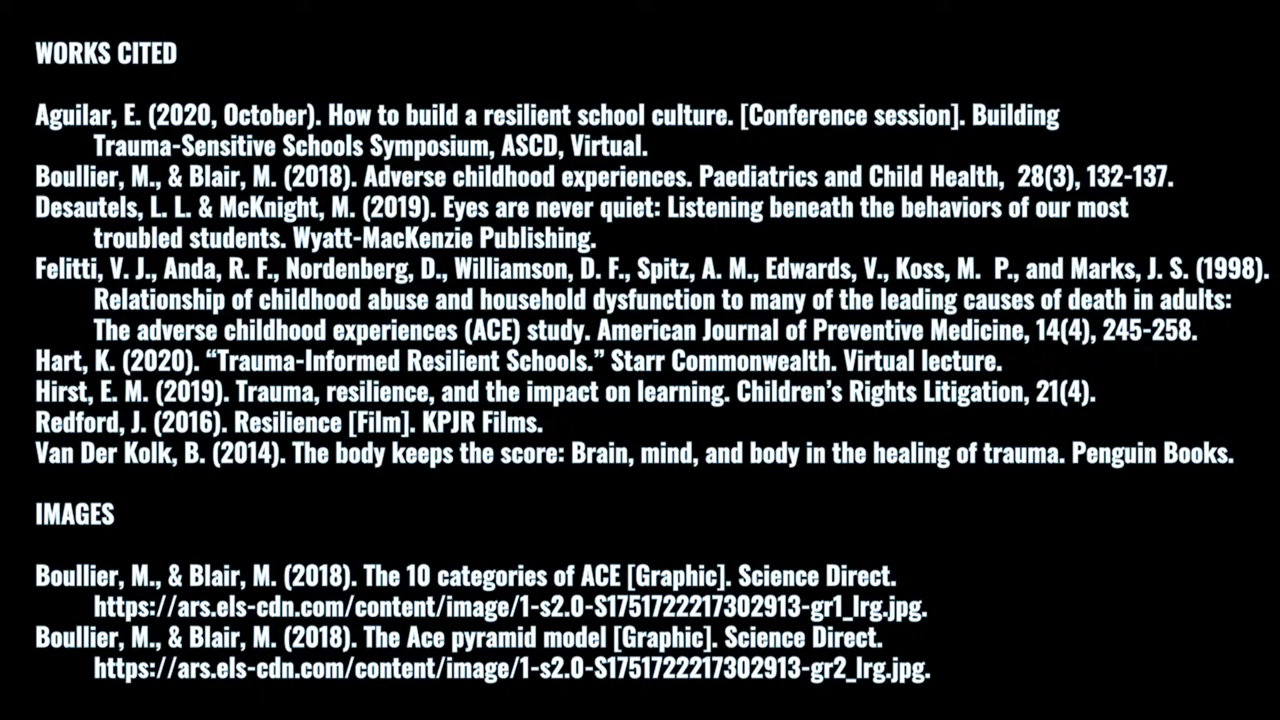 WORKS CITED
Aguilar, E. (2020, October). How to build a resilient school culture. [Conference session]. Building
Trauma-Sensitive Schools Symposium, ASCD, Virtual.
Boullier, M., & Blair, M. (2018). Adverse childhood experiences. Paediatrics and Child Health,  28(3), 132-137.
Desautels, L. L. & McKnight, M. (2019). Eyes are never quiet: Listening beneath the behaviors of our most
troubled students. Wyatt-MacKenzie Publishing.
Felitti, V. J., Anda, R. F., Nordenberg, D., Williamson, D. F., Spitz, A. M., Edwards, V., Koss, M.  P., and Marks, J. S. (1998).
Relationship of childhood abuse and household dysfunction to many of the leading causes of death in adults:
The adverse childhood experiences (ACE) study. American Journal of Preventive Medicine, 14(4), 245-258.
Hart, K. (2020). “Trauma-Informed Resilient Schools.” Starr Commonwealth. Virtual lecture.
Hirst, E. M. (2019). Trauma, resilience, and the impact on learning. Children’s Rights Litigation, 21(4).
Redford, J. (2016). Resilience [Film]. KPJR Films.
Van Der Kolk, B. (2014). The body keeps the score: Brain, mind, and body in the healing of trauma. Penguin Books.
IMAGES
Boullier, M., & Blair, M. (2018). The 10 categories of ACE [Graphic]. Science Direct.
https://ars.els-cdn.com/content/image/1-s2.0-S1751722217302913-gr1_lrg.jpg.
Boullier, M., & Blair, M. (2018). The Ace pyramid model [Graphic]. Science Direct.
https://ars.els-cdn.com/content/image/1-s2.0-S1751722217302913-gr2_lrg.jpg.